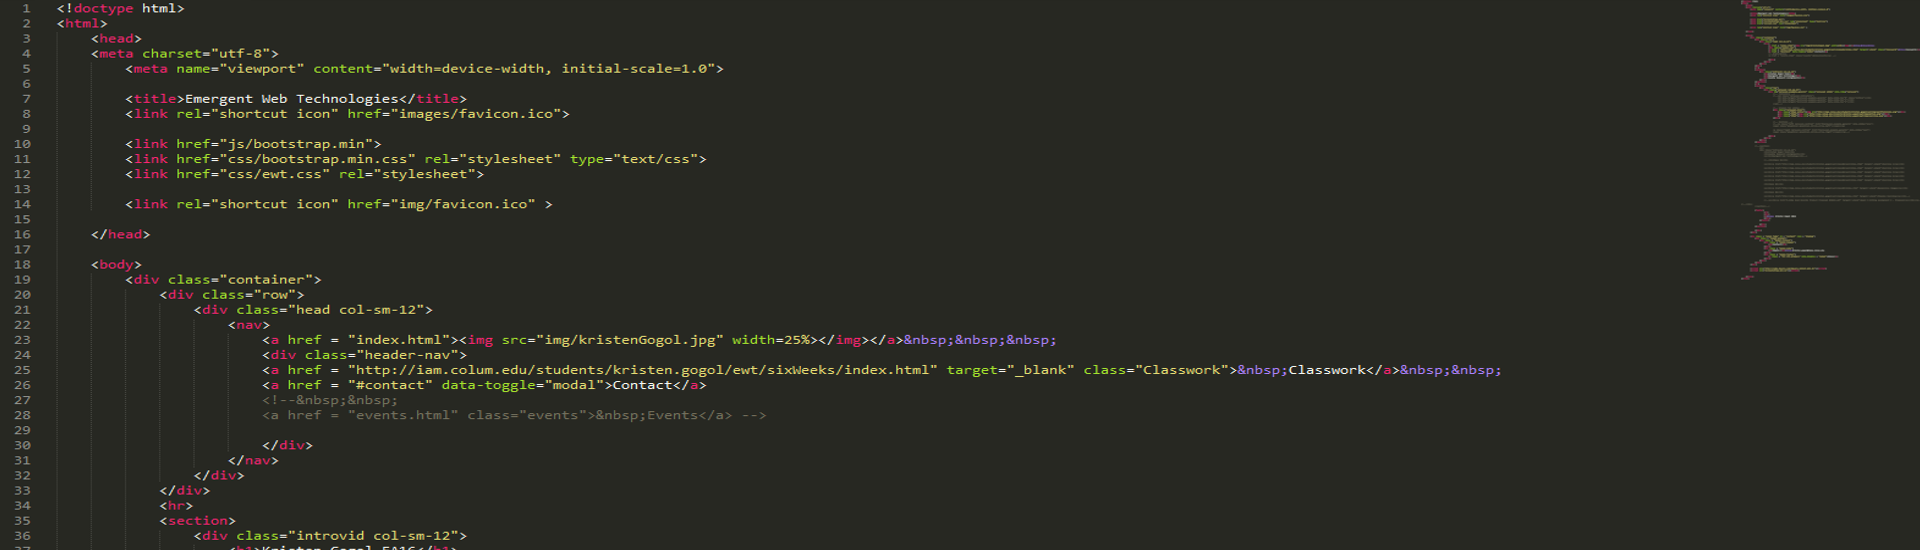 1 <!doctype html>
2 <html>
3 <head>
4 <meta charset="utf-8">
5 <meta name="viewport" content="width=device-width, initial-scale=1.0">
6
7 <title>Emergent Web Technologies</title>
8 <link rel="shortcut icon" href="images/favicon.ico">
9
10 <link href="js/bootstrap.min">
11 <link href="css/bootstrap.min.css" rel="stylesheet" type="text/css">
12 <link href="css/ewt.css" rel="stylesheet">
13
14 <link rel="shortcut icon" href="img/favicon.ico" >
15
16 </head>
17
18 <body>
19 <div class="container">
20 <div class="row">
21 <div class="head col-sm-12">
22 <nav>
23 <a href = "index.html"><img src="img/kristenGogol.jpg" width=25%></img></a>&nbsp;&nbsp;&nbsp;
24 <div class="header-nav">
25 <a href = "http://iam.colum.edu/students/kristen.gogol/ewt/sixWeeks/index.html" target="_blank" class="Classwork">&nbsp;Classwork</a>&nbsp;&nbsp;
26 <a href = "#contact" data-toggle="modal">Contact</a>
27 <!--&nbsp;&nbsp;
28 <a href = "events.html" class="events">&nbsp;Events</a> -->
29
30 </div>
31 </nav>
32 </div>
33 </div>
34 <hr>
35 <section>
36 <div class="introvid col-sm-12">
37 <h1>Kristen Gogol FA16</h1>